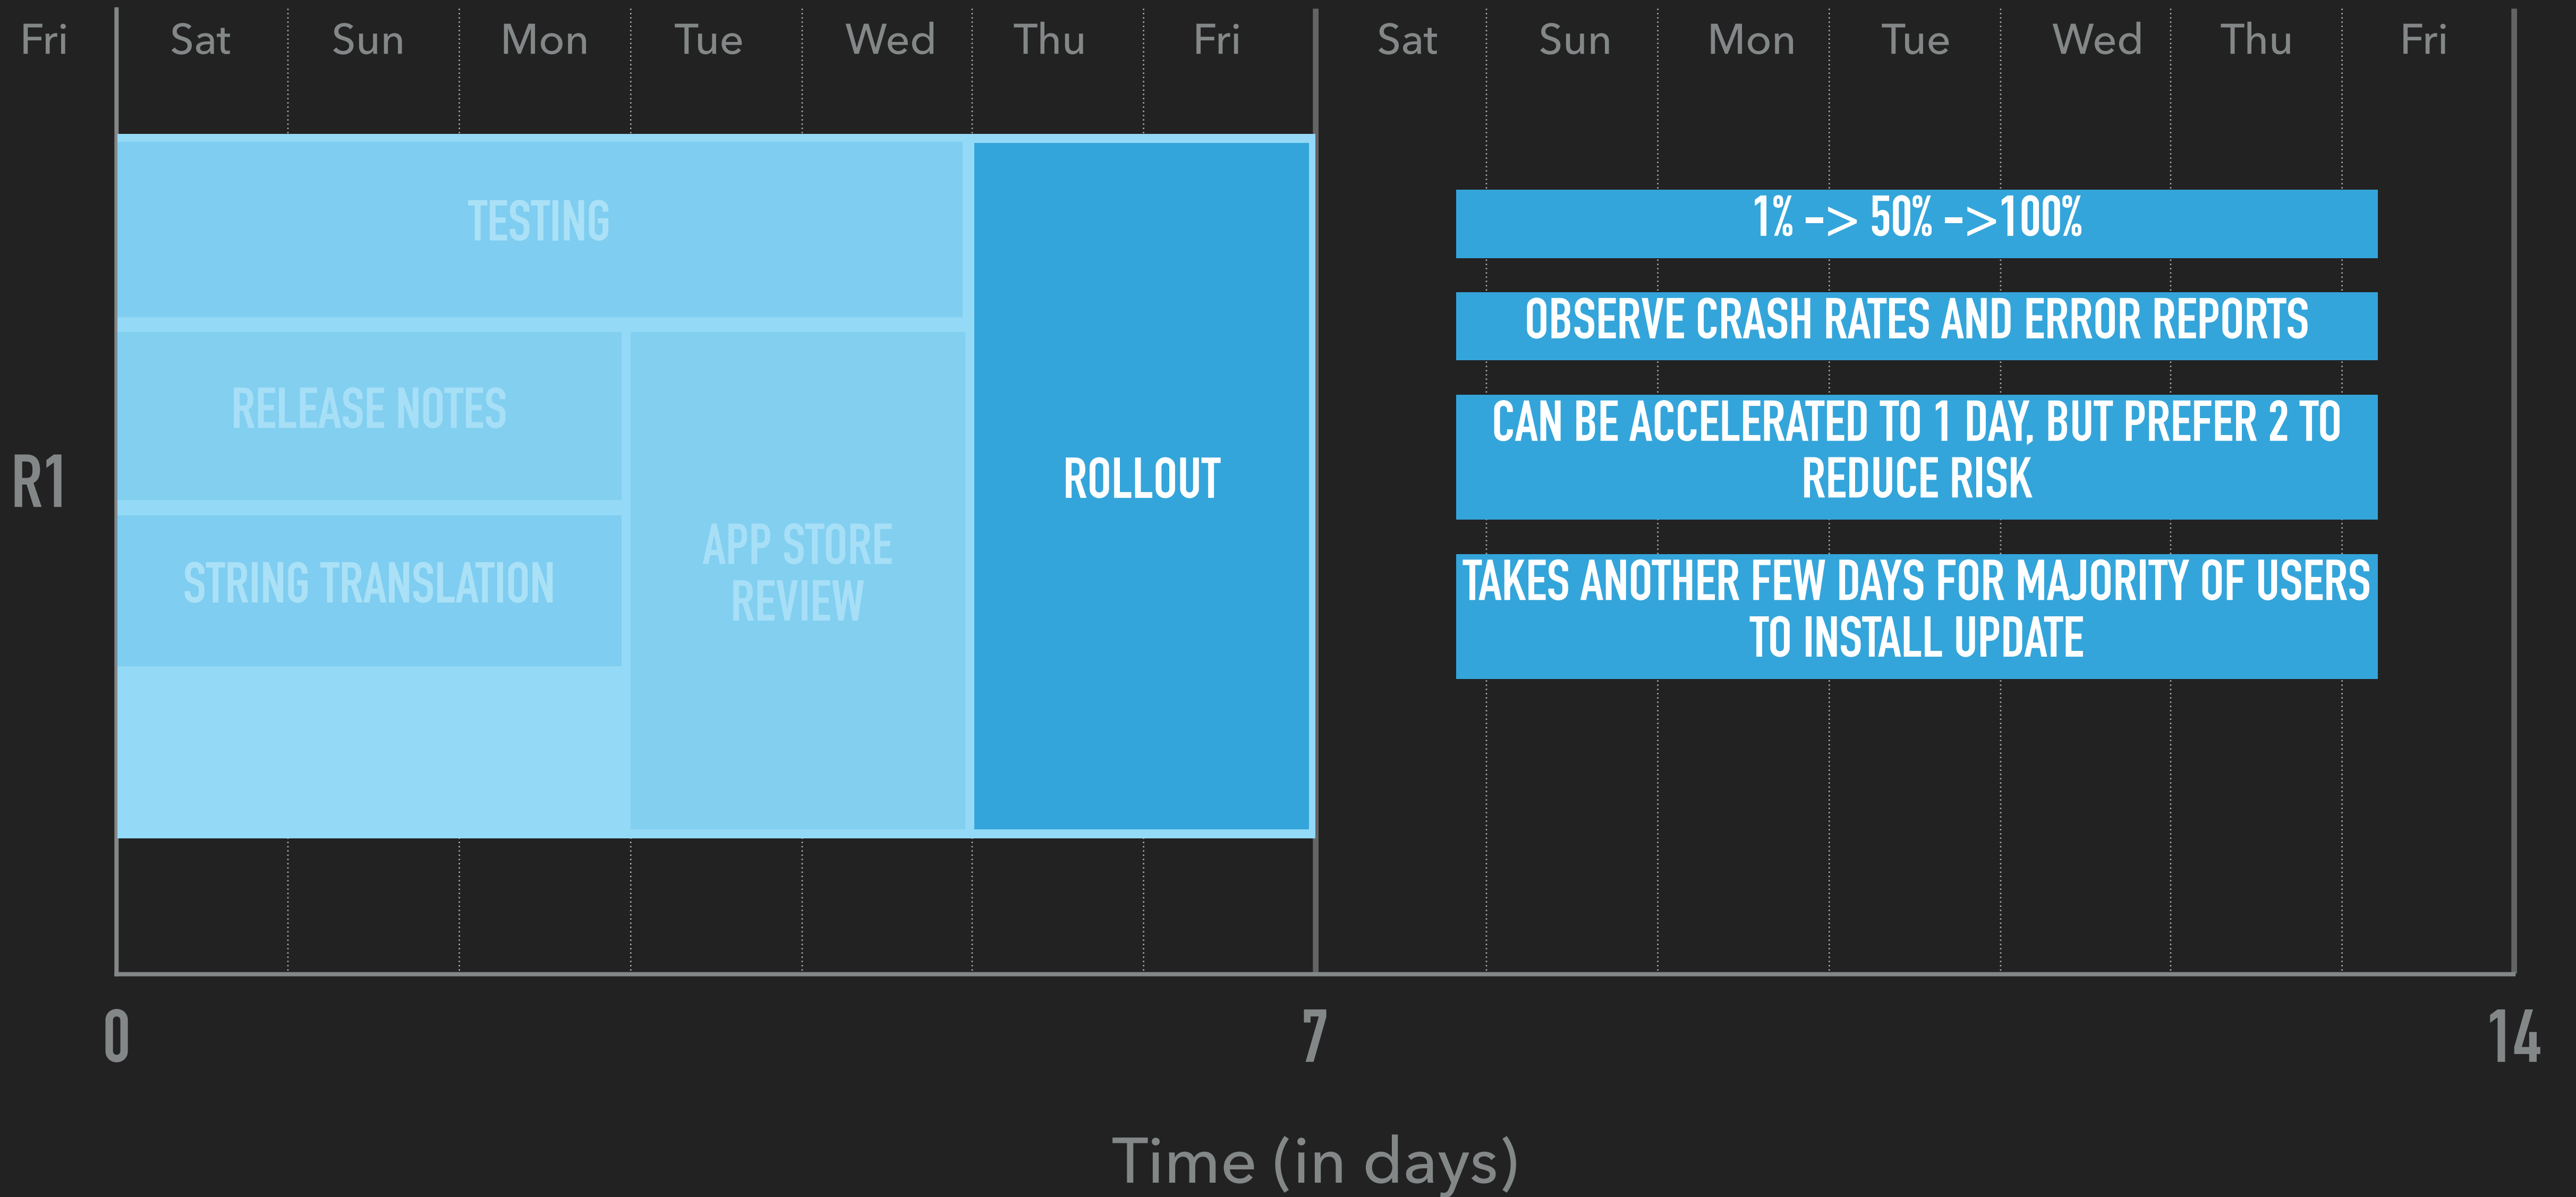 Fri Sat Sun Mon Tue Wed Thu Fri Sat Sun Mon Tue Wed Thu Fri
R1
TESTING
RELEASE NOTES
STRING TRANSLATION
APP STORE
REVIEW
ROLLOUT
1% -> 50% ->100%
OBSERVE CRASH RATES AND ERROR REPORTS
CAN BE ACCELERATED TO 1 DAY, BUT PREFER 2 TO
REDUCE RISK
TAKES ANOTHER FEW DAYS FOR MAJORITY OF USERS
TO INSTALL UPDATE
0 7 14
Time (in days)